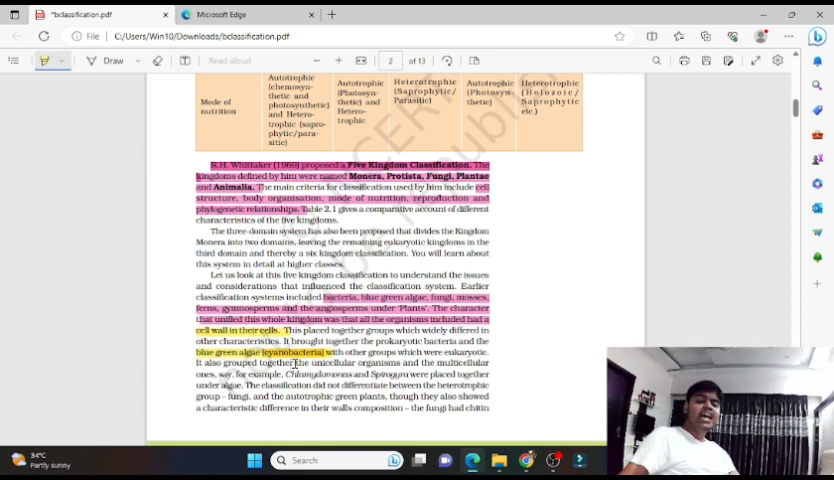 *bclassification.pdf
Microsoft Edge
File
C:/Users/Win10/Downloads/bclassification.pdf
Draw
Read aloud
2
of 13
Mode of
nutrition
Autotrophic
(chemosyn-
thetic and
photosynthetic)
and Hetero-
trophic (sapro-
phytic/para-
sitic)
Autotrophic
(Photosyn-
thetic) and
Hetero-
trophic
Heterotrophic
(Saprophytic/
Parasitic)
Autotrophic
(Photosyn-
thetic)
Heterotrophic
(Holozoic/
Saprophytic
etc.)
R.H. Whittaker (1969) proposed a Five Kingdom Classification. The
kingdoms defined by him were named Monera, Protista, Fungi, Plantae
and Animalia. The main criteria for classification used by him include cell
structure, body organisation, mode of nutrition, reproduction and
phylogenetic relationships. Table 2.1 gives a comparative account of different
characteristics of the five kingdoms.
The three-domain system has also been proposed that divides the Kingdom
Monera into two domains, leaving the remaining eukaryotic kingdoms in the
third domain and thereby a six kingdom classification. You will learn about
this system in detail at higher classes.
Let us look at this five kingdom classification to understand the issues
and considerations that influenced the classification system. Earlier
classification systems included bacteria, blue green algae, fungi, mosses,
ferns, gymnosperms and the angiosperms under 'Plants'. The character
that unified this whole kingdom was that all the organisms included had a
cell wall in their cells. This placed together groups which widely differed in
other characteristics. It brought together the prokaryotic bacteria and the
blue green algae (cyanobacteria) with other groups which were eukaryotic.
It also grouped together the unicellular organisms and the multicellular
ones, say, for example, Chlamydomonas and Spirogyra were placed together
under algae. The classification did not differentiate between the heterotrophic
group – fungi, and the autotrophic green plants, though they also showed
a characteristic difference in their walls composition – the fungi had chitin
34°C
Partly sunny
Search